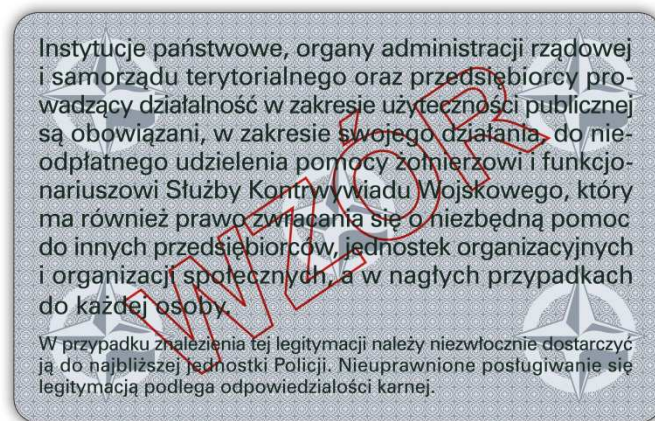 Instytucje państwowe, organy administracji rządowej
i samorządu terytorialnego oraz przedsiębiorcy pro-
wadzący działalność w zakresie użyteczności publicznej
są obowiązani, w zakresie swojego działania, do nie-
odpłatnego udzielenia pomocy żołnierzowi i funkcjo-
nariuszowi Służby Kontrwywiadu Wojskowego, który
ma również prawo zwracania się o niezbędną pomoc
do innych przedsiębiorców, jednostek organizacyjnych
i organizacji społecznych, a w nagłych przypadkach
do każdej osoby.
W przypadku znalezienia tej legitymacji należy niezwłocznie dostarczyć
ją do najbliższej jednostki Policji. Nieuprawnione posługiwanie się
legitymacją podlega odpowiedzialości karnej.
WZÓR